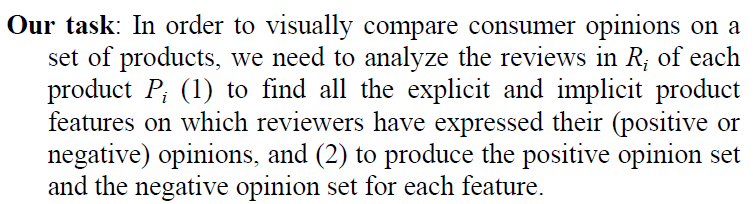 Our task: In order to visually compare consumer opinions on a
set of products, we need to analyze the reviews in Ri of each
product Pi (1) to find all the explicit and implicit product
features on which reviewers have expressed their (positive or
negative) opinions, and (2) to produce the positive opinion set
and the negative opinion set for each feature.